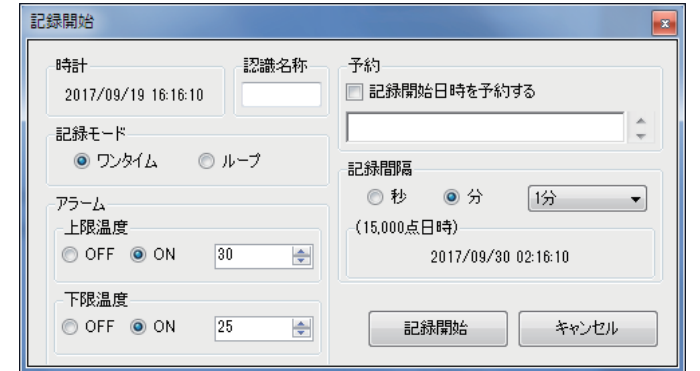 記録開始
時計
2017/09/19 16:16:10
認識名称
記録モード
ワンタイム ループ
アラーム
上限温度
OFF ON 30
下限温度
OFF ON 25
予約
記録開始日時を予約する
記録間隔
秒 分 1分
(15,000点日時)
2017/09/30 02:16:10
記録開始 キャンセル